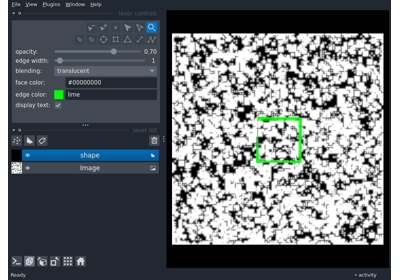 File View Plugins Window Help
layer controls
opacity: 0.70
edge width: 1
blending: translucent
face color: #00000000
edge color: lime
display text:
layer list
shape
Image
Ready
activity